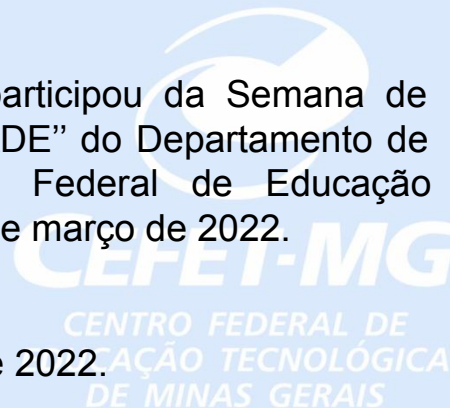 participou da Semana de
DE’’ do Departamento de
Federal de Educação
e março de 2022.
CEFET-MG
CENTRO FEDERAL DE
EDUCAÇÃO TECNOLÓGICA
e 2022.
DE MINAS GERAIS